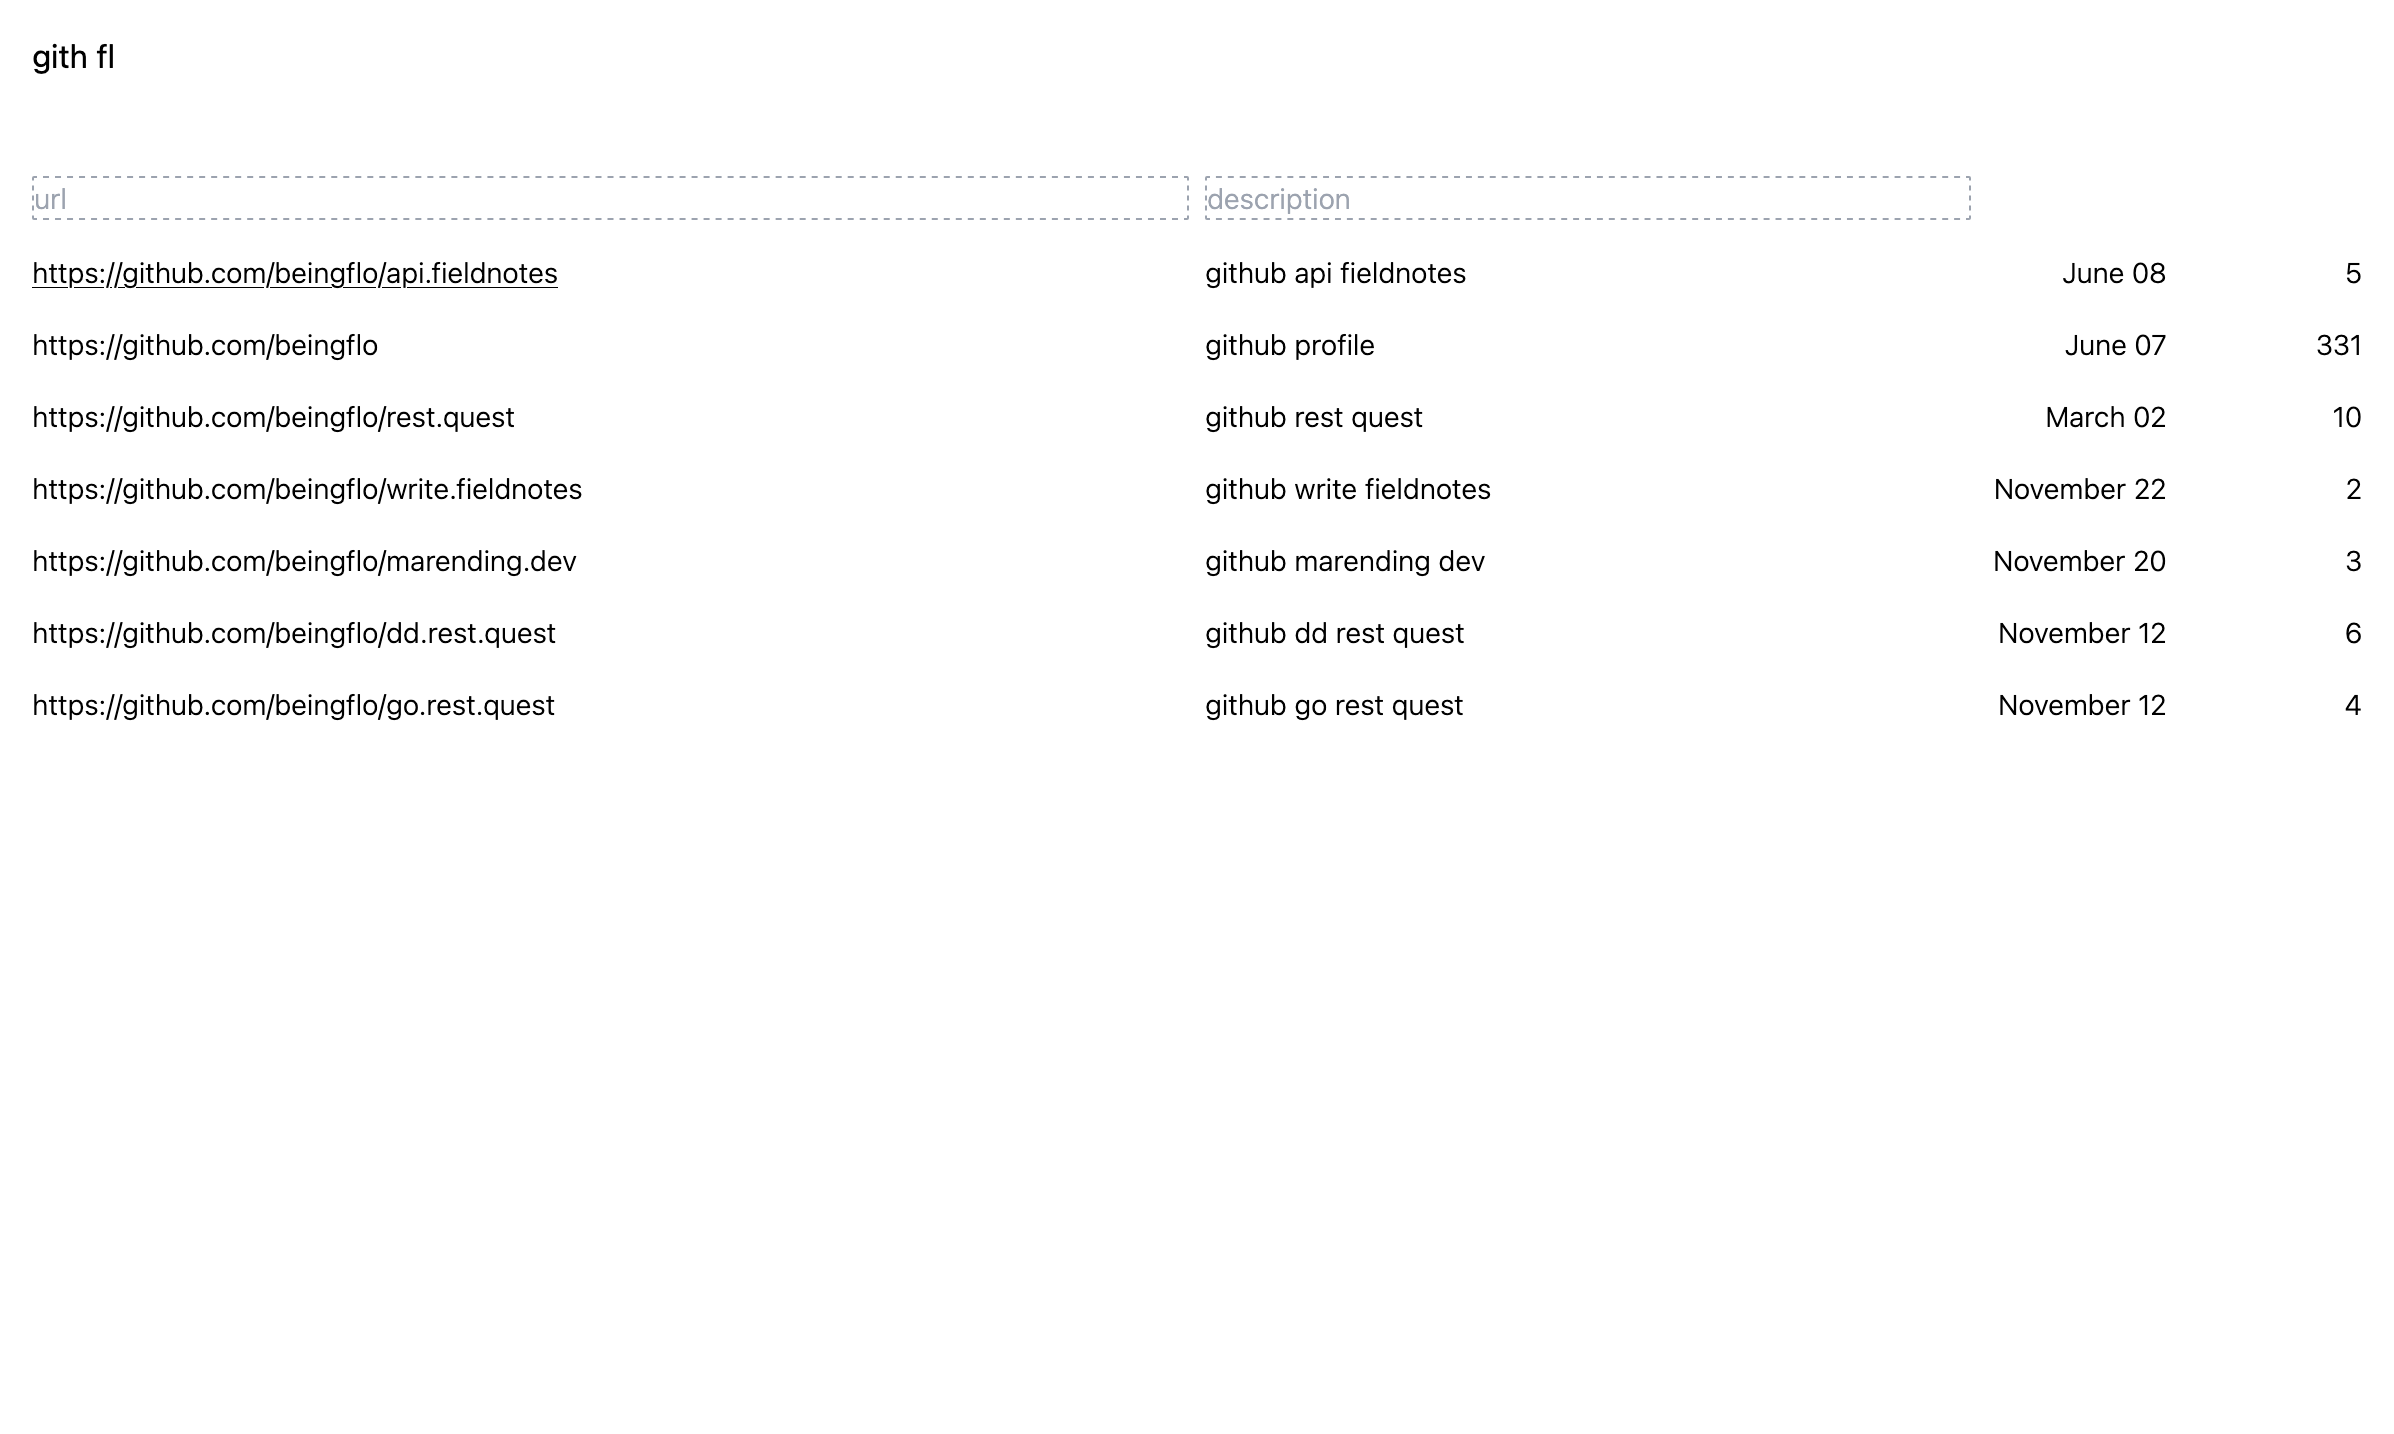 gith fl
url description
https://github.com/beingflo/api.fieldnotes github api fieldnotes June 08 5
https://github.com/beingflo github profile June 07 331
https://github.com/beingflo/rest.quest github rest quest March 02 10
https://github.com/beingflo/write.fieldnotes github write fieldnotes November 22 2
https://github.com/beingflo/marending.dev github marending dev November 20 3
https://github.com/beingflo/dd.rest.quest github dd rest quest November 12 6
https://github.com/beingflo/go.rest.quest github go rest quest November 12 4